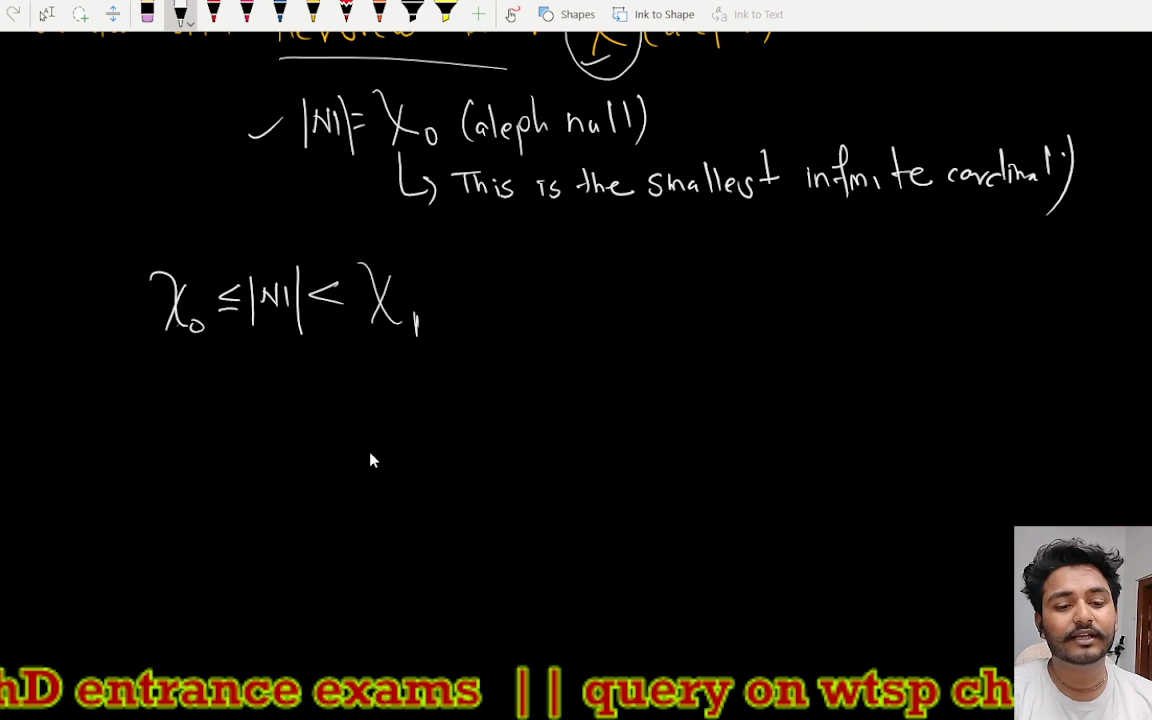 Shapes Ink to Shape Ink to Text
|N|= ℵ0 (aleph null)
↳ This is the smallest infinite cardinal)
ℵ0 ≤ |N| < ℵ1
hD entrance exams || query on wtsp ch